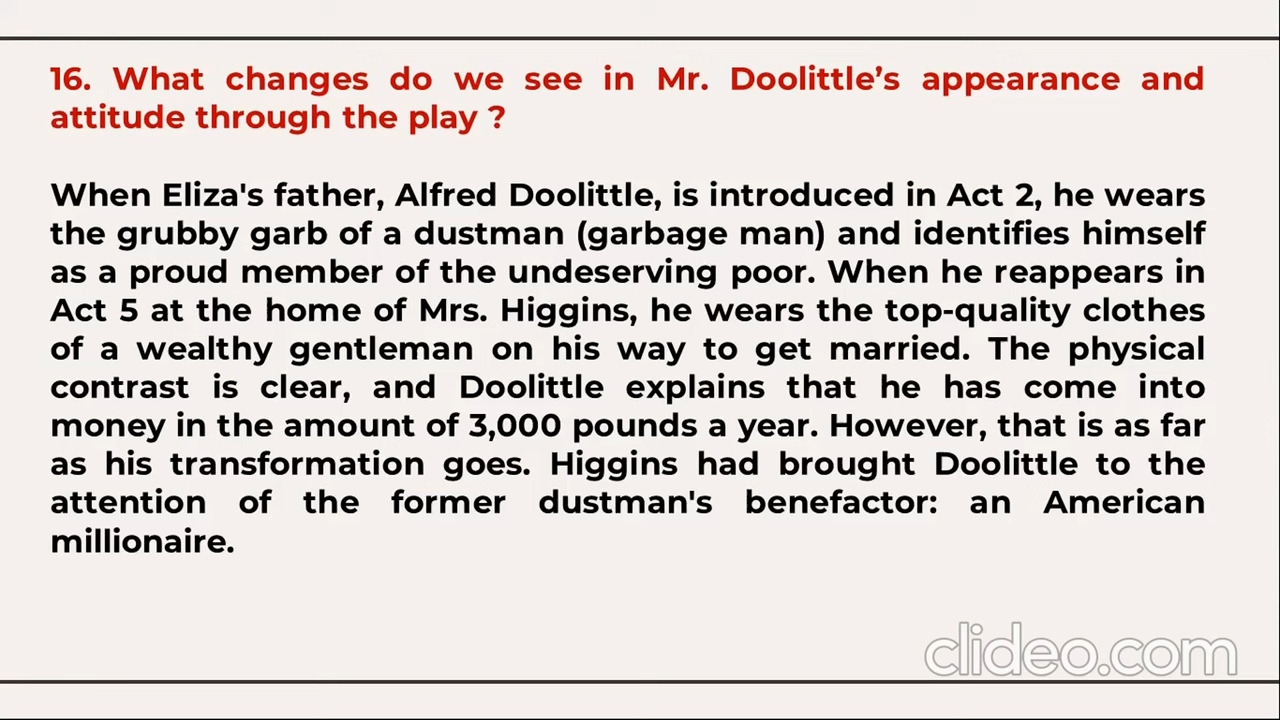 16. What changes do we see in Mr. Doolittle’s appearance and
attitude through the play ?
When Eliza's father, Alfred Doolittle, is introduced in Act 2, he wears
the grubby garb of a dustman (garbage man) and identifies himself
as a proud member of the undeserving poor. When he reappears in
Act 5 at the home of Mrs. Higgins, he wears the top-quality clothes
of a wealthy gentleman on his way to get married. The physical
contrast is clear, and Doolittle explains that he has come into
money in the amount of 3,000 pounds a year. However, that is as far
as his transformation goes. Higgins had brought Doolittle to the
attention of the former dustman's benefactor: an American
millionaire.
clideo.com